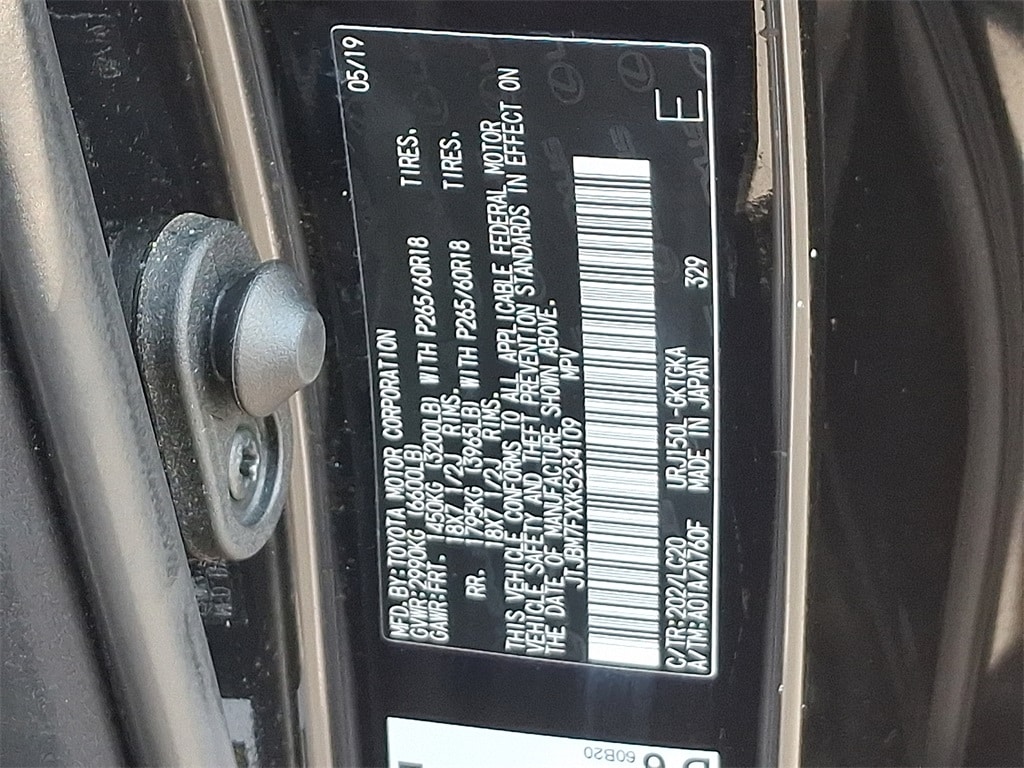 MFD. BY: TOYOTA MOTOR CORPORATION 05/19
GVWR: 2990KG (6600LB)
GAWR: FRT. 1450KG (3200LB) WITH P265/60R18 TIRES.
18X7 1/2J RIMS.
RR. 1795KG (3965LB) WITH P265/60R18 TIRES.
18X7 1/2J RIMS.
THIS VEHICLE CONFORMS TO ALL APPLICABLE FEDERAL MOTOR
VEHICLE SAFETY AND THEFT PREVENTION STANDARDS IN EFFECT ON
THE DATE OF MANUFACTURE SHOWN ABOVE.
JTJBM7FXXK5234109 MPV
C/TR: 202/LC20 URJ150L-GKTGKA
A/TM: A01A/A760F MADE IN JAPAN 329 E
60B20